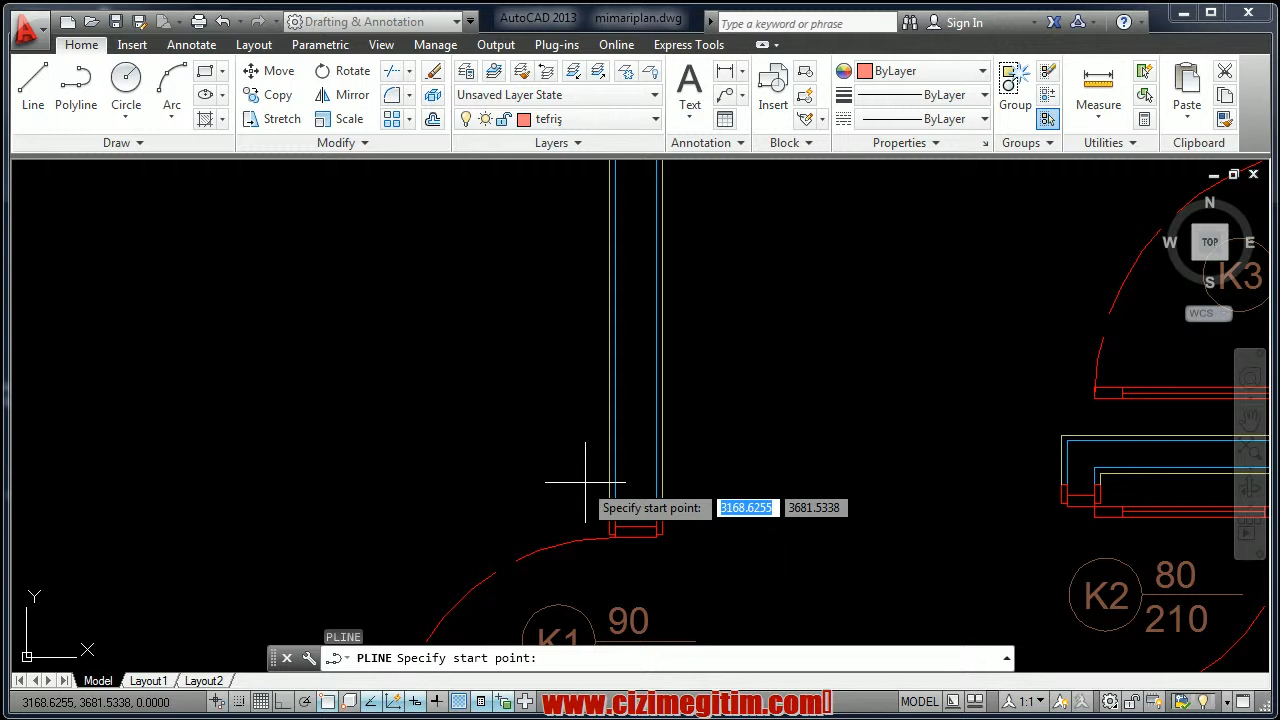 Drafting & Annotation
AutoCAD 2013 mimariplan.dwg
Type a keyword or phrase
Sign In
Home Insert Annotate Layout Parametric View Manage Output Plug-ins Online Express Tools
Line Polyline Circle Arc
Move Rotate
Copy Mirror
Stretch Scale
Unsaved Layer State
tefriş
Text
Insert
ByLayer
ByLayer
ByLayer
Group
Measure
Paste
Draw Modify Layers Annotation Block Properties Groups Utilities Clipboard
N
W TOP E
S
WCS
K3
Specify start point: 3168.6255 3681.5338
K1 90
K2 80
210
Y
X
PLINE
PLINE Specify start point:
Model Layout1 Layout2
3168.6255, 3681.5338, 0.0000
www.cizimegitim.com
MODEL
1:1